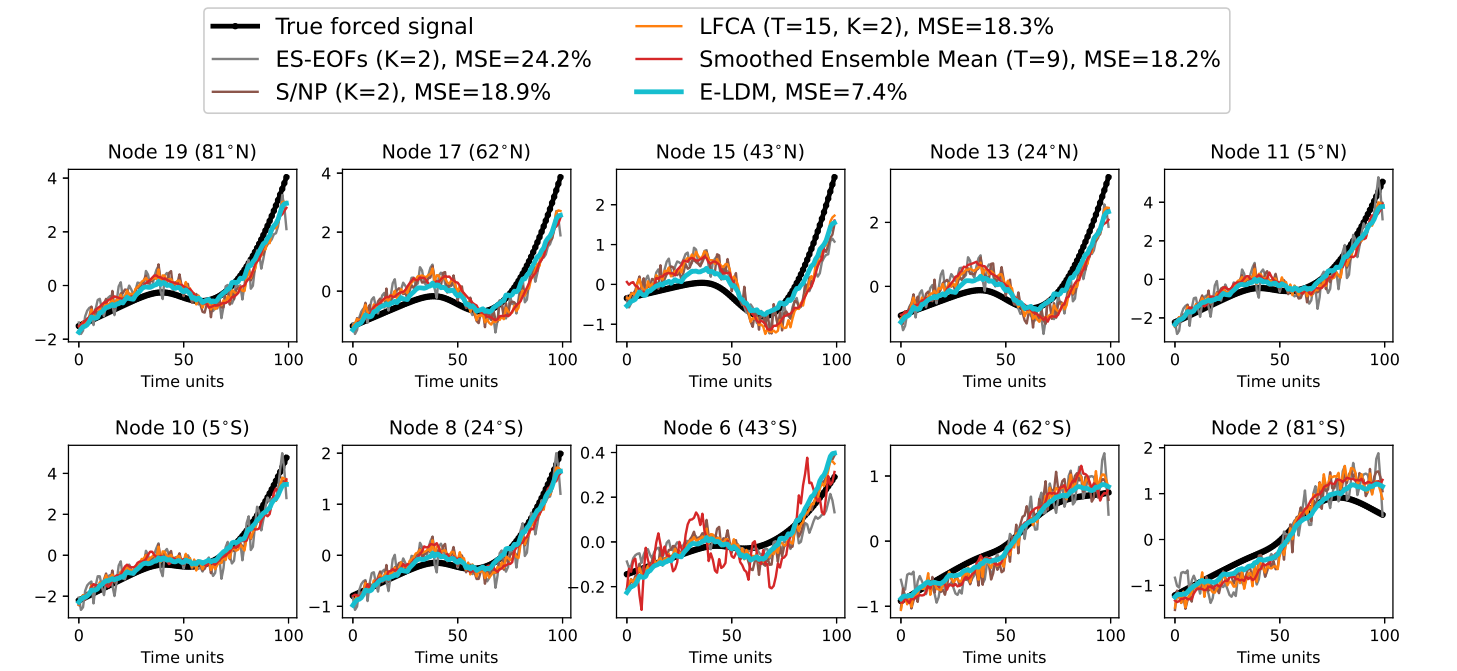 True forced signal
ES-EOFs (K=2), MSE=24.2%
S/NP (K=2), MSE=18.9%
LFCA (T=15, K=2), MSE=18.3%
Smoothed Ensemble Mean (T=9), MSE=18.2%
E-LDM, MSE=7.4%
Node 19 (81°N)
4
2
0
−2
0 50 100
Time units
Node 17 (62°N)
4
2
0
0 50 100
Time units
Node 15 (43°N)
2
1
0
−1
0 50 100
Time units
Node 13 (24°N)
2
0
0 50 100
Time units
Node 11 (5°N)
4
2
0
−2
0 50 100
Time units
Node 10 (5°S)
4
2
0
−2
0 50 100
Time units
Node 8 (24°S)
2
1
0
−1
0 50 100
Time units
Node 6 (43°S)
0.4
0.2
0.0
−0.2
0 50 100
Time units
Node 4 (62°S)
1
0
−1
0 50 100
Time units
Node 2 (81°S)
2
1
0
−1
0 50 100
Time units